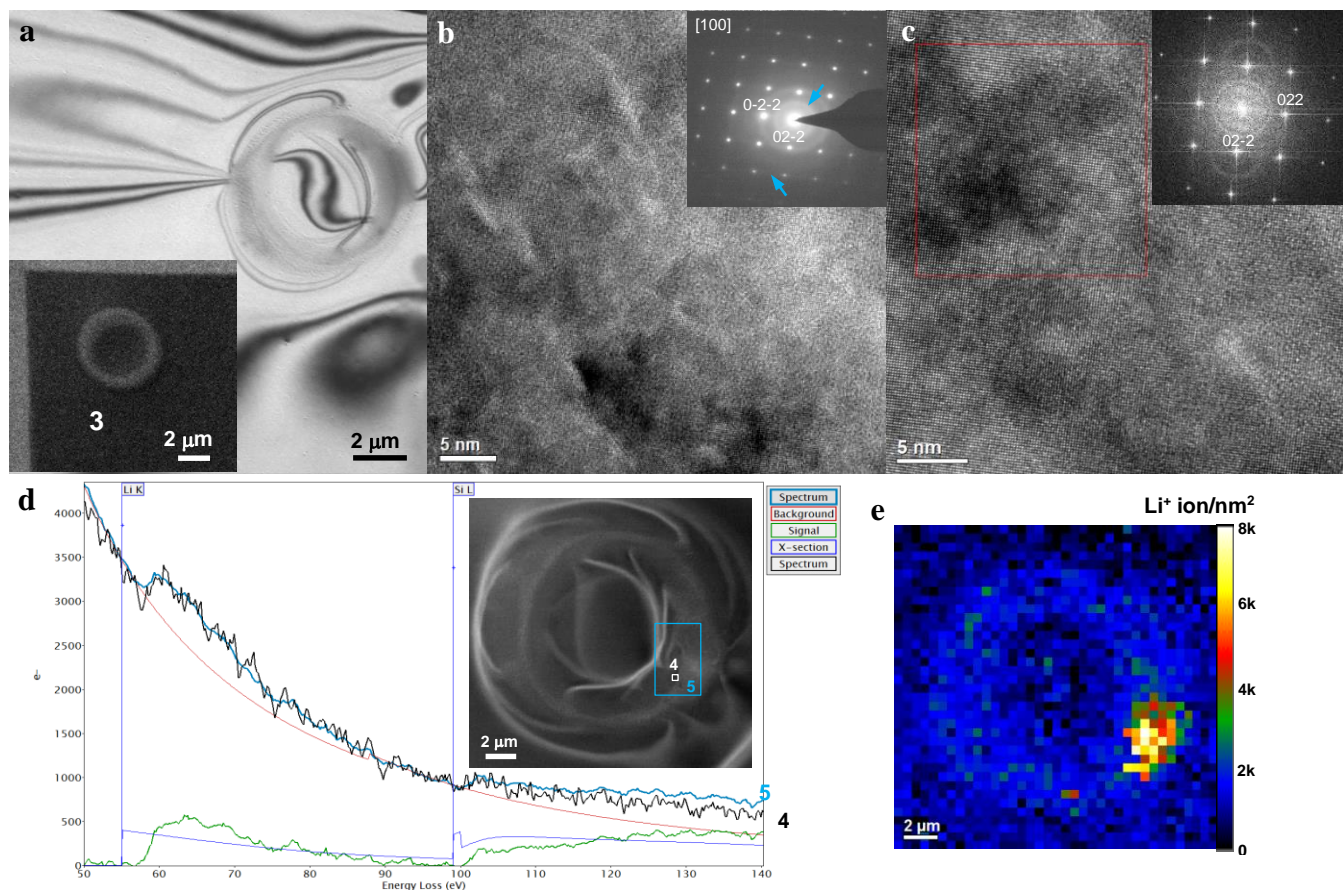 a
3
2 μm
2 μm
b
[100]
0-2-2
02-2
5 nm
c
022
02-2
5 nm
d
Li K
Si L
4000
3500
3000
2500
2000
1500
1000
500
0
e-
50
60
70
80
90
100
110
120
130
140
Energy Loss (eV)
4
5
2 μm
5
4
Spectrum
Background
Signal
X-section
Spectrum
e
Li⁺ ion/nm²
8k
6k
4k
2k
0
2 μm